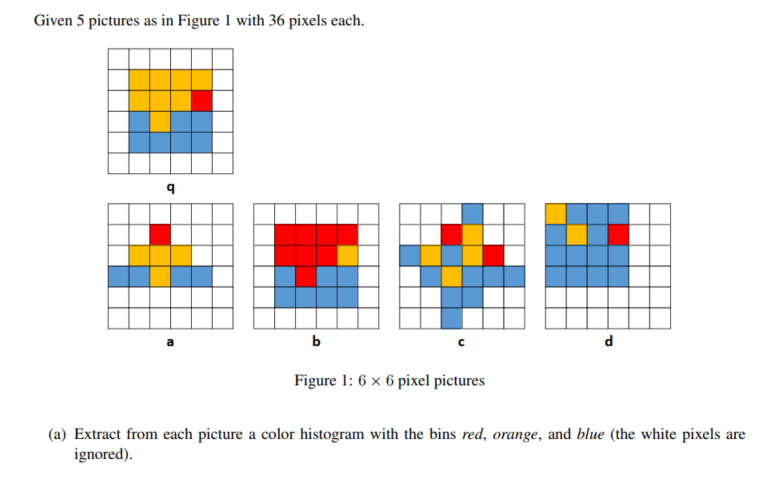 Given 5 pictures as in Figure 1 with 36 pixels each.
q
a b c d
Figure 1: 6 × 6 pixel pictures
(a) Extract from each picture a color histogram with the bins red, orange, and blue (the white pixels are
ignored).